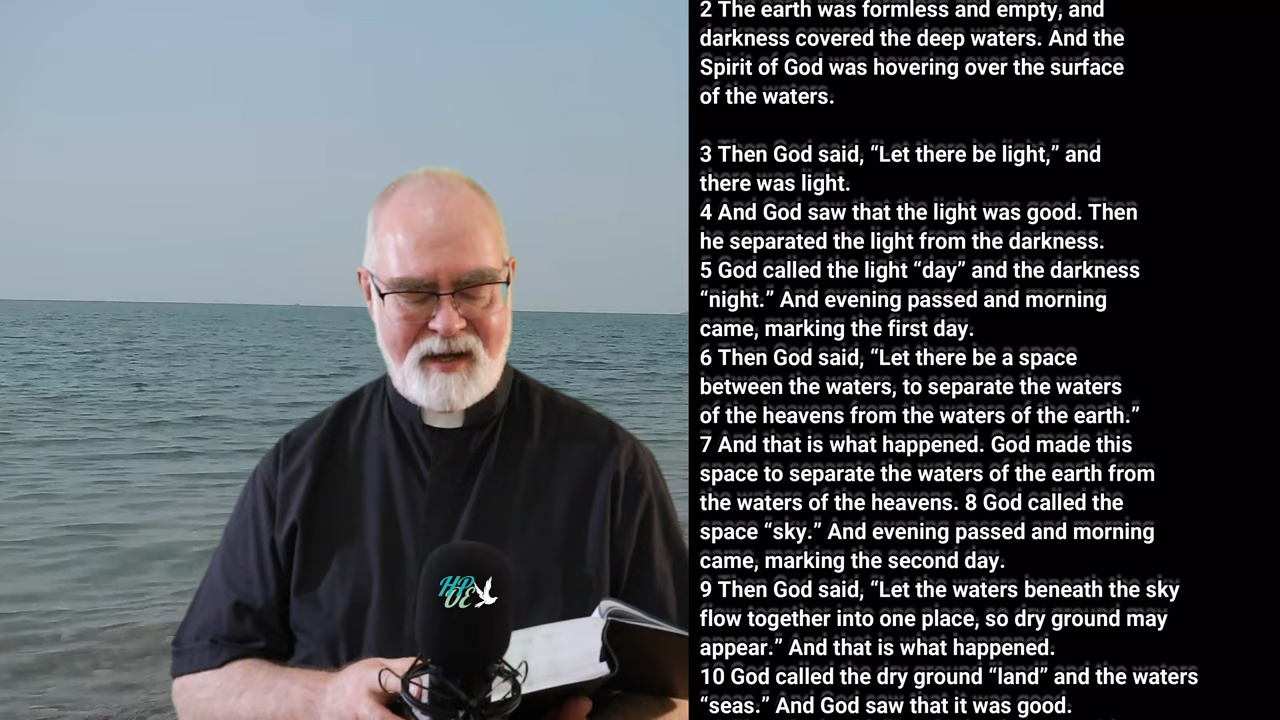 2 The earth was formless and empty, and
darkness covered the deep waters. And the
Spirit of God was hovering over the surface
of the waters.
3 Then God said, “Let there be light,” and
there was light.
4 And God saw that the light was good. Then
he separated the light from the darkness.
5 God called the light “day” and the darkness
“night.” And evening passed and morning
came, marking the first day.
6 Then God said, “Let there be a space
between the waters, to separate the waters
of the heavens from the waters of the earth.”
7 And that is what happened. God made this
space to separate the waters of the earth from
the waters of the heavens. 8 God called the
space “sky.” And evening passed and morning
came, marking the second day.
9 Then God said, “Let the waters beneath the sky
flow together into one place, so dry ground may
appear.” And that is what happened.
10 God called the dry ground “land” and the waters
“seas.” And God saw that it was good.